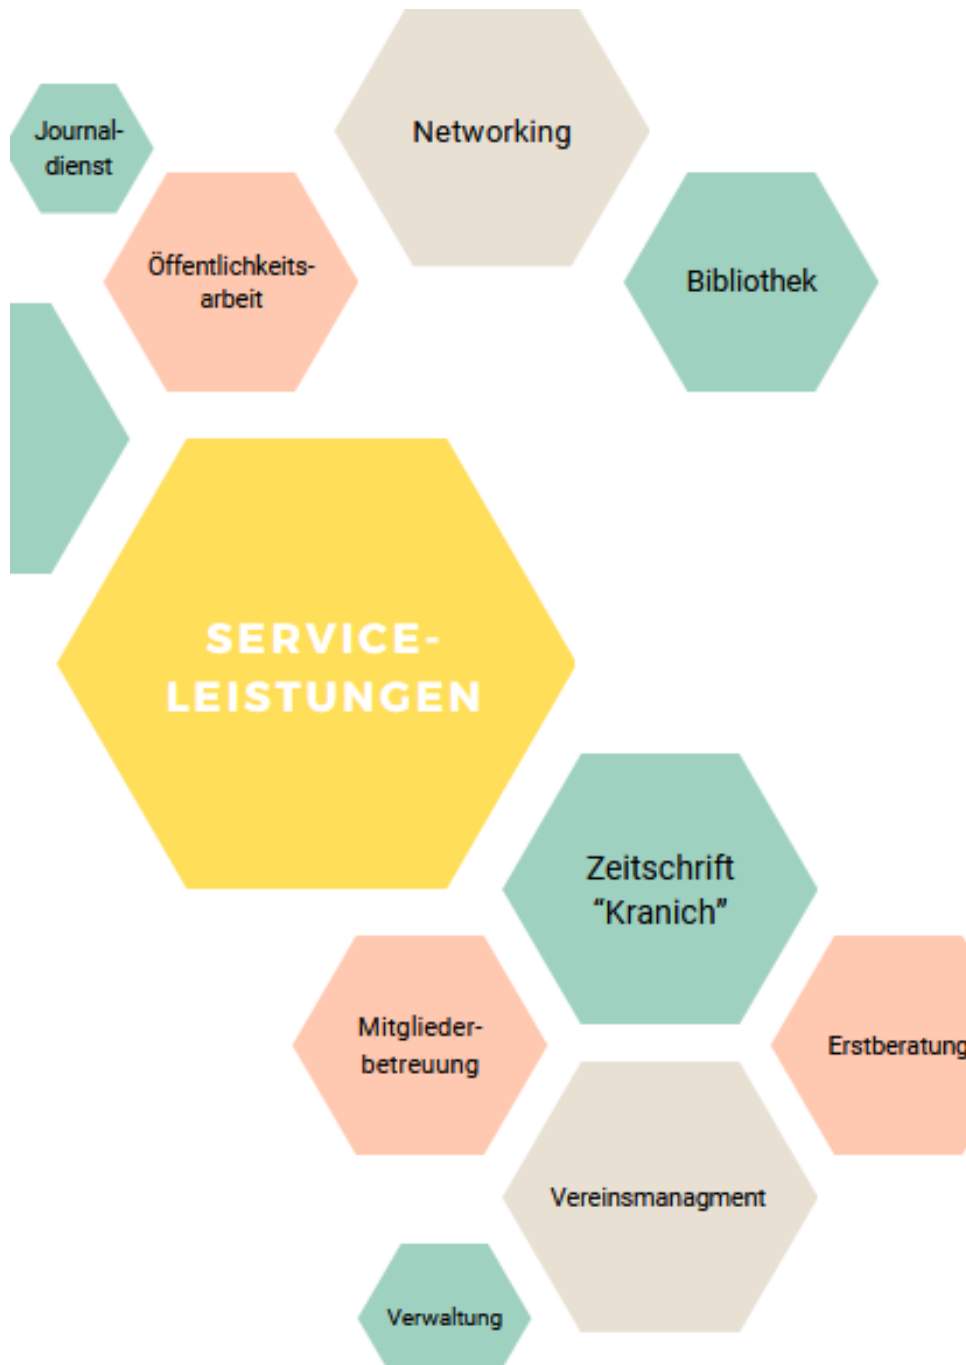 Journal-
dienst
Networking
Öffentlichkeits-
arbeit
Bibliothek
SERVICE-
LEISTUNGEN
Zeitschrift
“Kranich”
Mitglieder-
betreuung
Erstberatung
Vereinsmanagment
Verwaltung